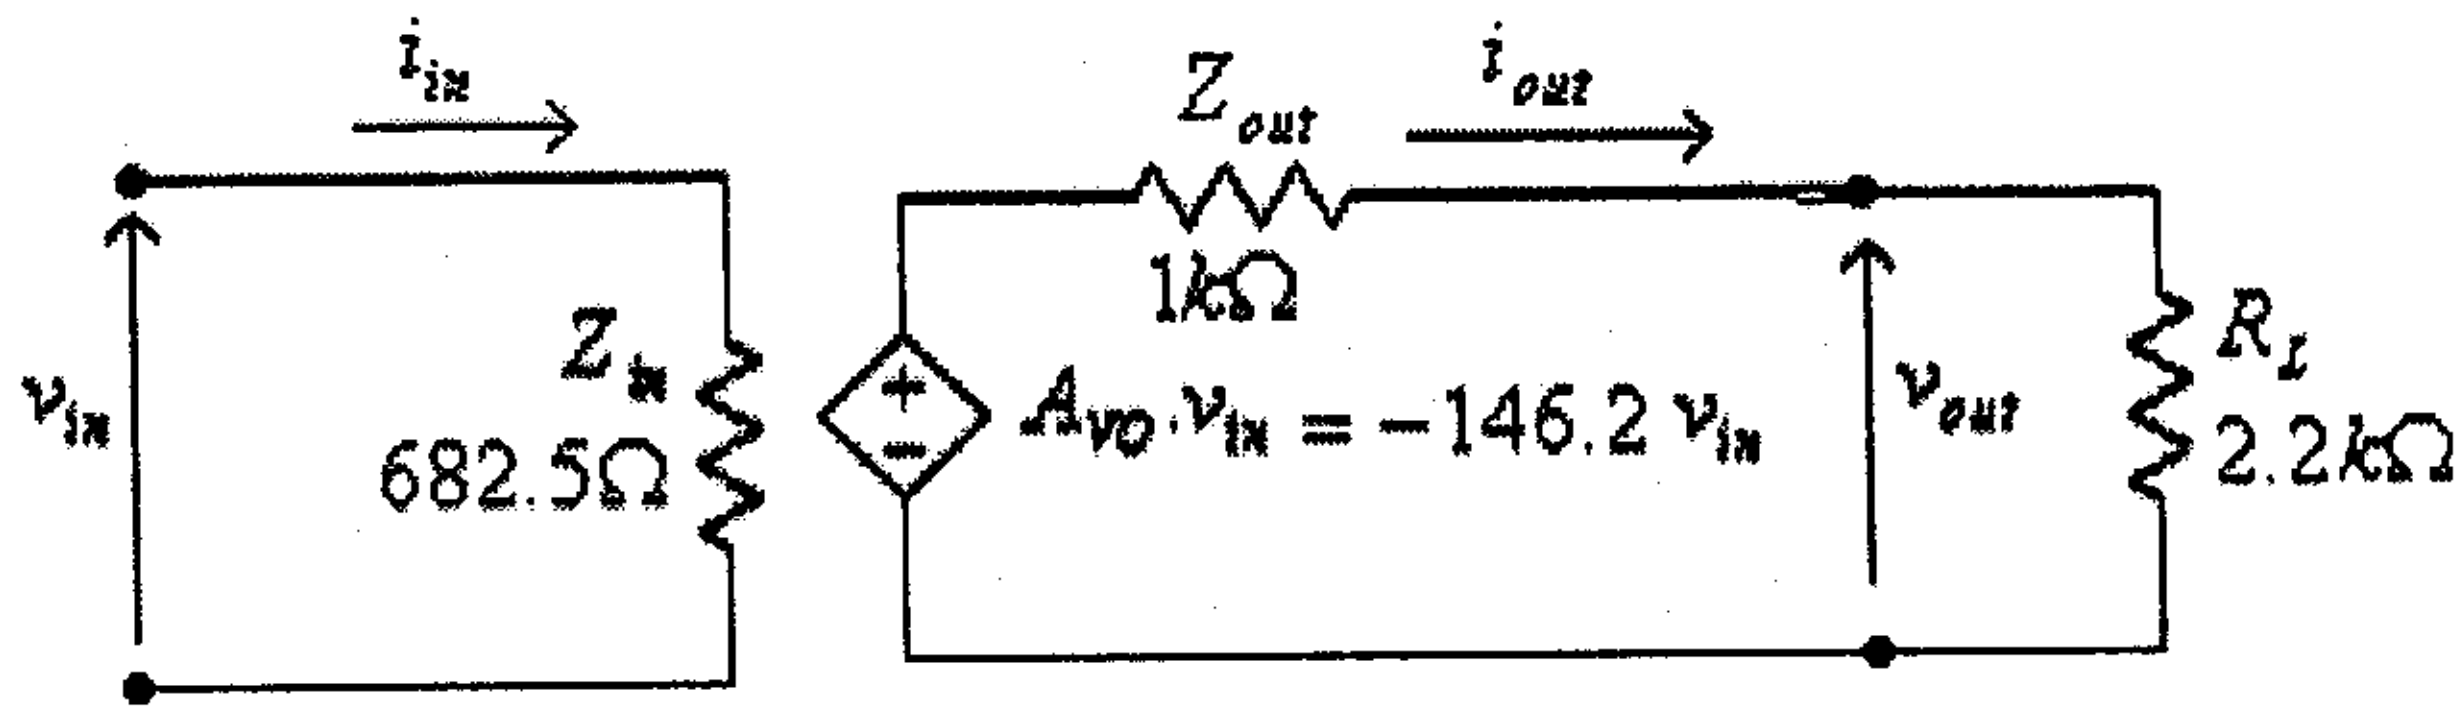 i_in
Z_out
i_out
1kΩ
v_in
Z_in
682.5Ω
+
−
A_VO·v_in = −146.2 v_in
v_out
R_L
2.2kΩ